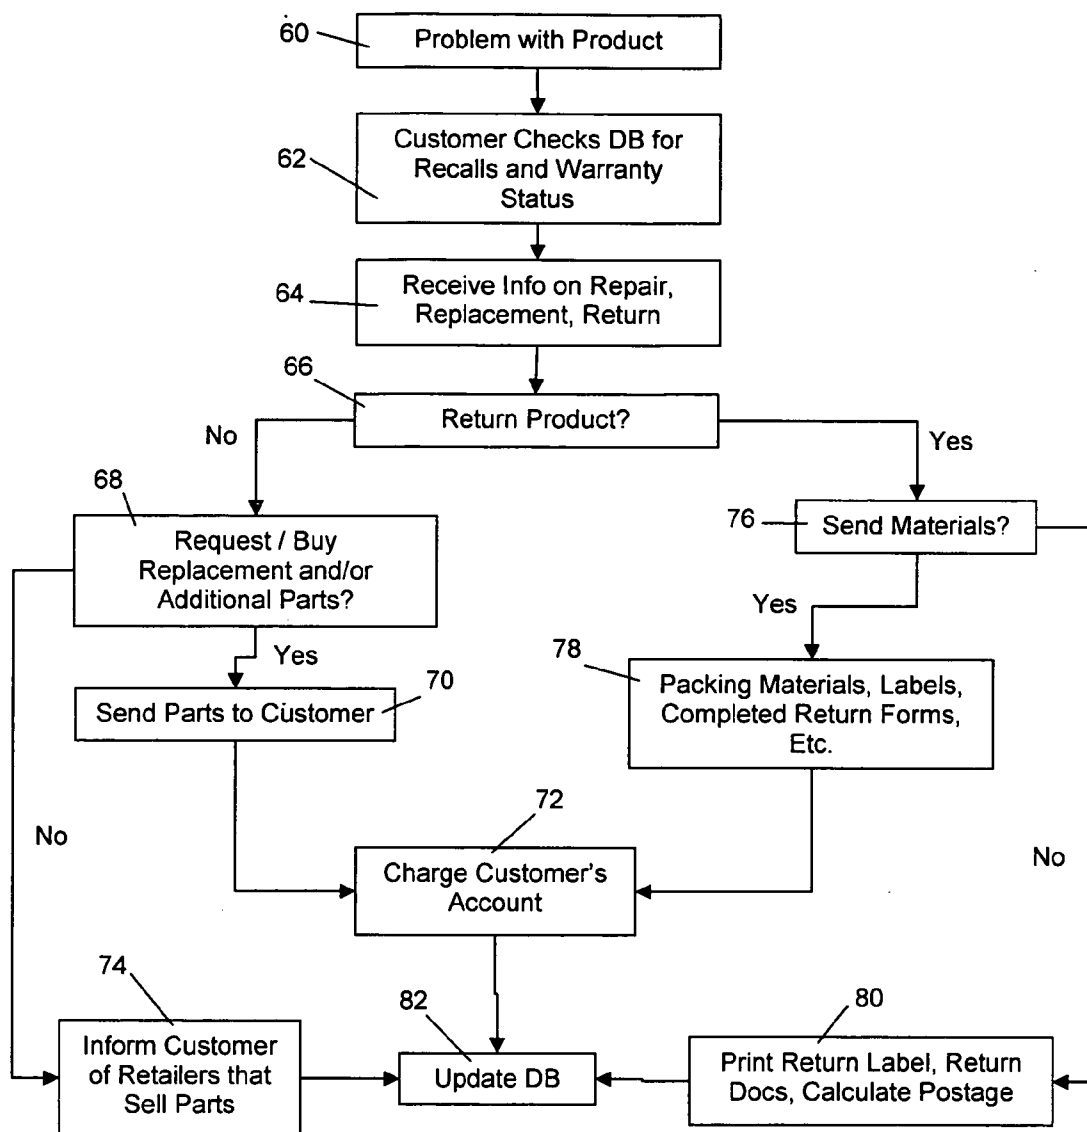 60
Problem with Product
62
Customer Checks DB for
Recalls and Warranty
Status
64
Receive Info on Repair,
Replacement, Return
66
Return Product?
No
Yes
68
Request / Buy
Replacement and/or
Additional Parts?
76
Send Materials?
Yes
Yes
70
Send Parts to Customer
78
Packing Materials, Labels,
Completed Return Forms,
Etc.
No
72
Charge Customer's
Account
No
74
Inform Customer
of Retailers that
Sell Parts
82
Update DB
80
Print Return Label, Return
Docs, Calculate Postage